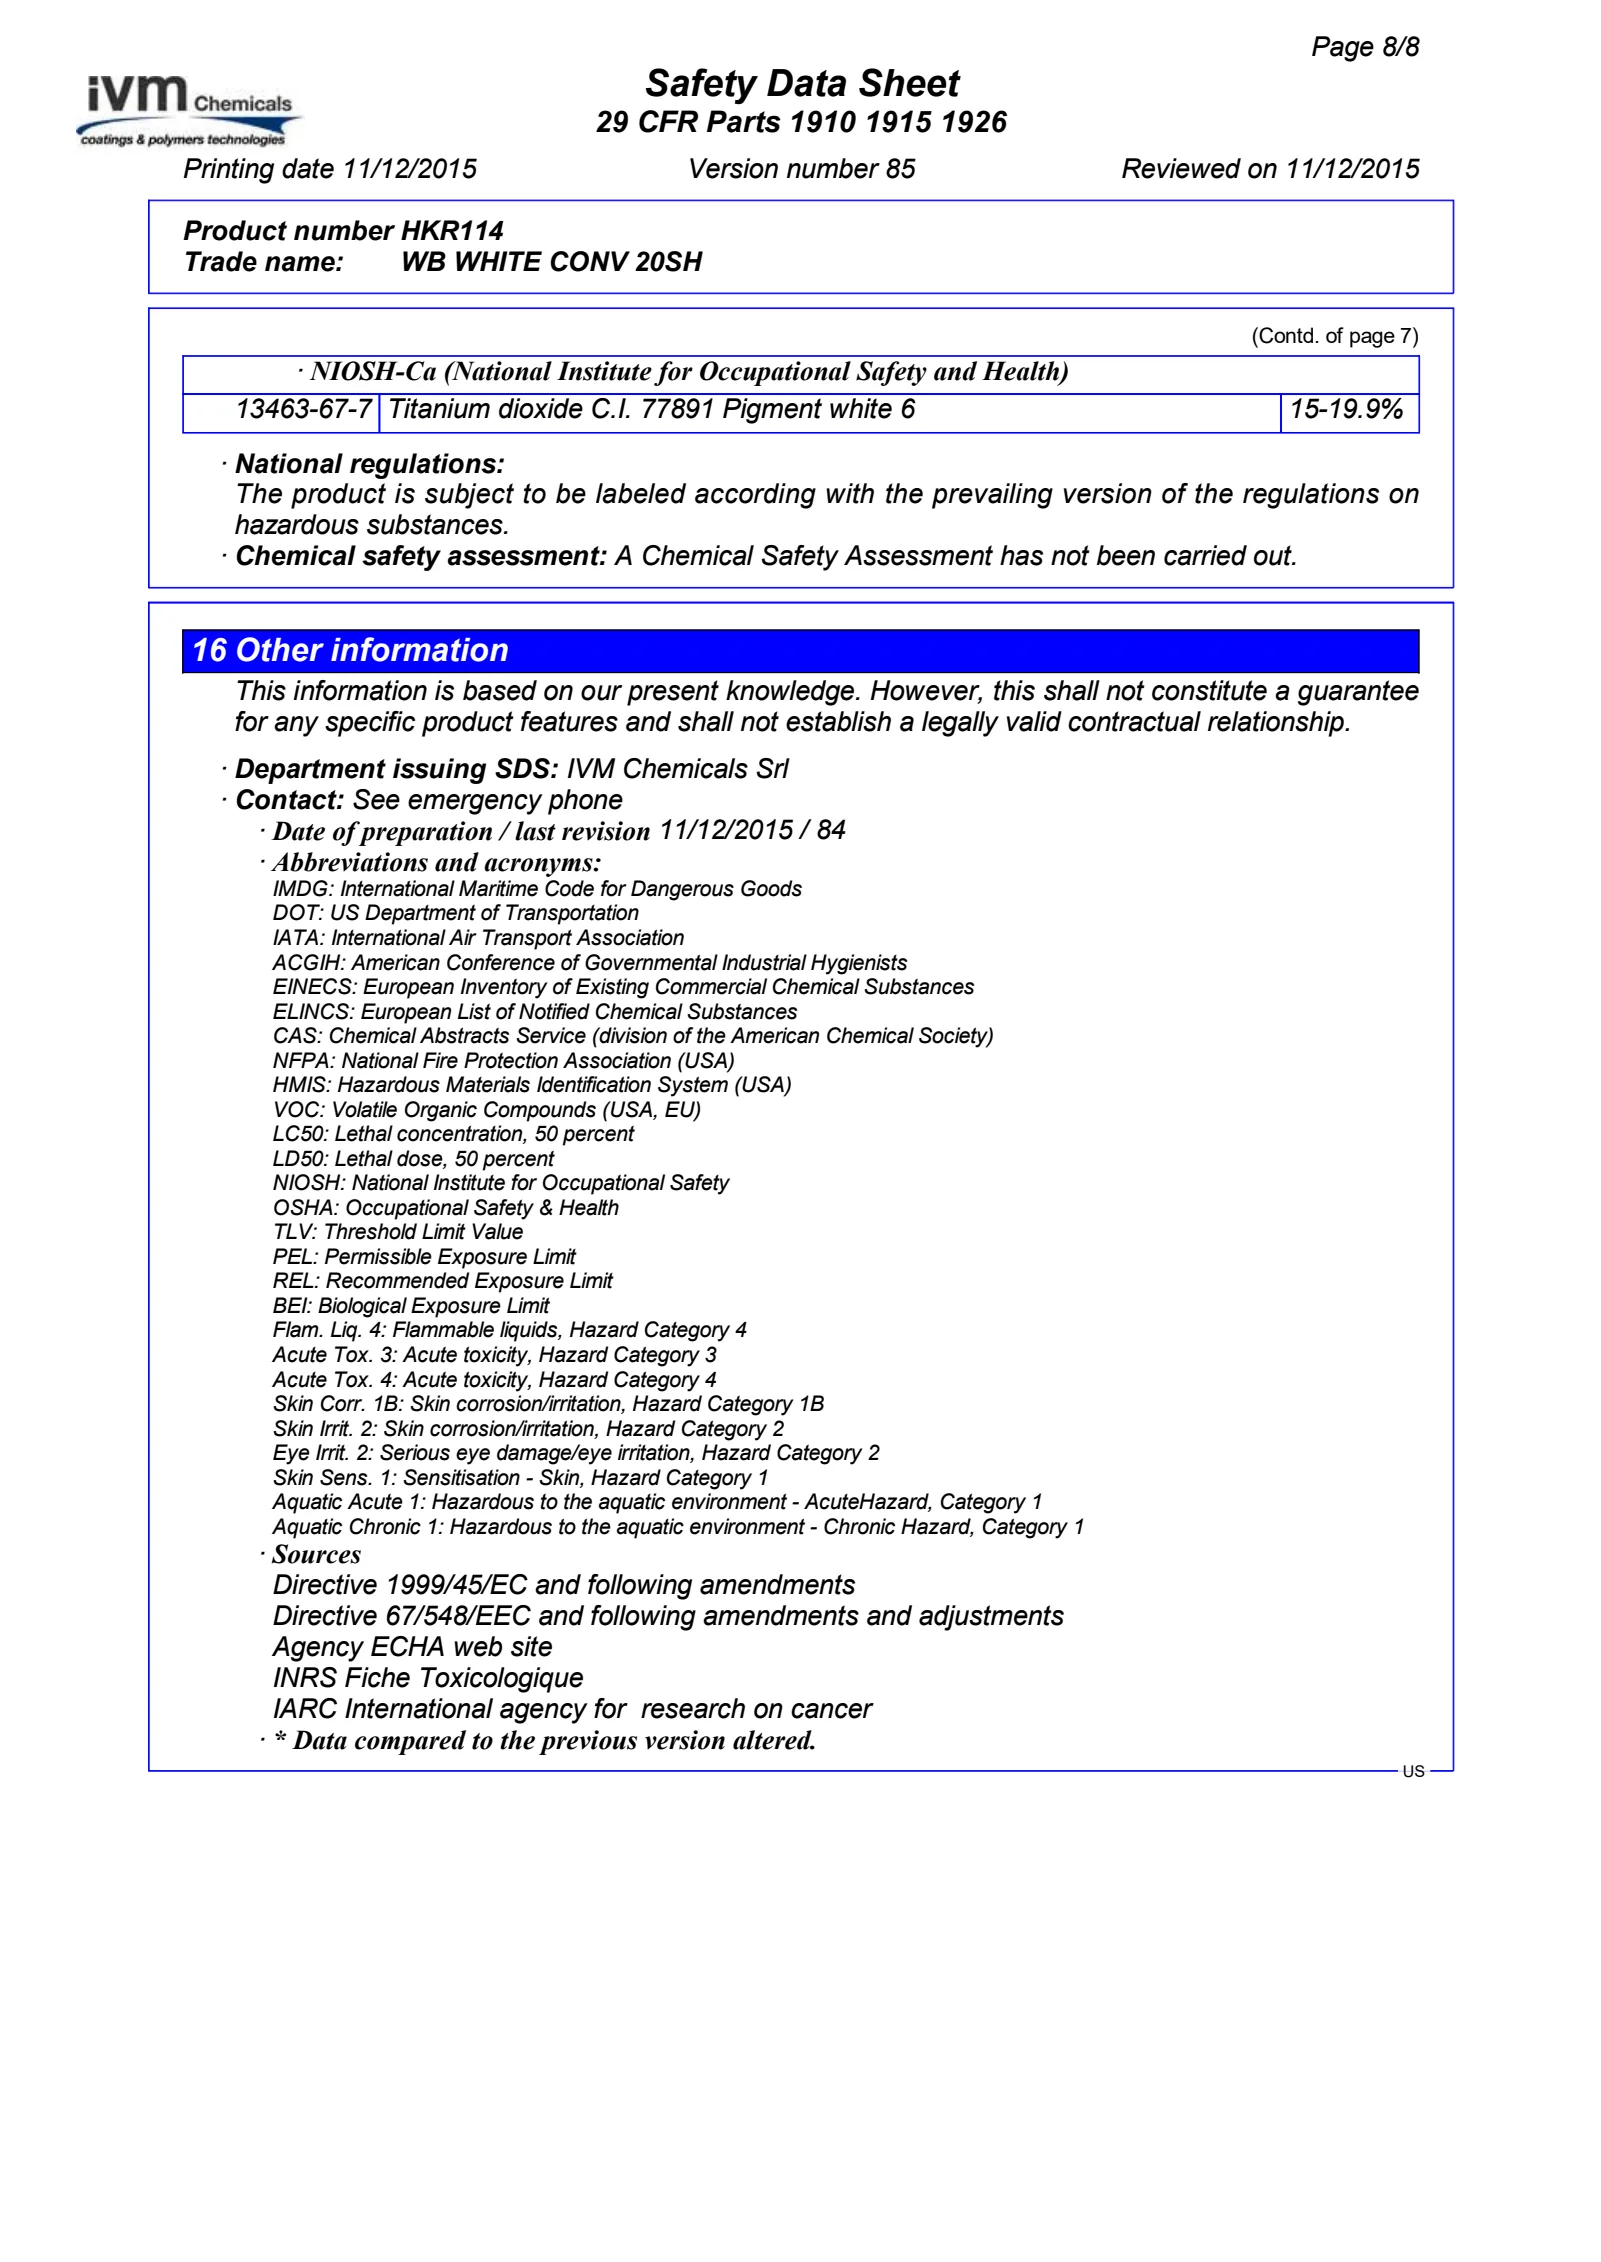 Page 8/8
Safety Data Sheet
29 CFR Parts 1910 1915 1926
ivm Chemicals
coatings & polymers technologies
Printing date 11/12/2015 Version number 85 Reviewed on 11/12/2015
Product number HKR114
Trade name: WB WHITE CONV 20SH
(Contd. of page 7)
· NIOSH-Ca (National Institute for Occupational Safety and Health)
13463-67-7 Titanium dioxide C.I. 77891 Pigment white 6 15-19.9%
· National regulations:
The product is subject to be labeled according with the prevailing version of the regulations on
hazardous substances.
· Chemical safety assessment: A Chemical Safety Assessment has not been carried out.
16 Other information
This information is based on our present knowledge. However, this shall not constitute a guarantee
for any specific product features and shall not establish a legally valid contractual relationship.
· Department issuing SDS: IVM Chemicals Srl
· Contact: See emergency phone
· Date of preparation / last revision 11/12/2015 / 84
· Abbreviations and acronyms:
IMDG: International Maritime Code for Dangerous Goods
DOT: US Department of Transportation
IATA: International Air Transport Association
ACGIH: American Conference of Governmental Industrial Hygienists
EINECS: European Inventory of Existing Commercial Chemical Substances
ELINCS: European List of Notified Chemical Substances
CAS: Chemical Abstracts Service (division of the American Chemical Society)
NFPA: National Fire Protection Association (USA)
HMIS: Hazardous Materials Identification System (USA)
VOC: Volatile Organic Compounds (USA, EU)
LC50: Lethal concentration, 50 percent
LD50: Lethal dose, 50 percent
NIOSH: National Institute for Occupational Safety
OSHA: Occupational Safety & Health
TLV: Threshold Limit Value
PEL: Permissible Exposure Limit
REL: Recommended Exposure Limit
BEI: Biological Exposure Limit
Flam. Liq. 4: Flammable liquids, Hazard Category 4
Acute Tox. 3: Acute toxicity, Hazard Category 3
Acute Tox. 4: Acute toxicity, Hazard Category 4
Skin Corr. 1B: Skin corrosion/irritation, Hazard Category 1B
Skin Irrit. 2: Skin corrosion/irritation, Hazard Category 2
Eye Irrit. 2: Serious eye damage/eye irritation, Hazard Category 2
Skin Sens. 1: Sensitisation - Skin, Hazard Category 1
Aquatic Acute 1: Hazardous to the aquatic environment - AcuteHazard, Category 1
Aquatic Chronic 1: Hazardous to the aquatic environment - Chronic Hazard, Category 1
· Sources
Directive 1999/45/EC and following amendments
Directive 67/548/EEC and following amendments and adjustments
Agency ECHA web site
INRS Fiche Toxicologique
IARC International agency for research on cancer
· * Data compared to the previous version altered.
US